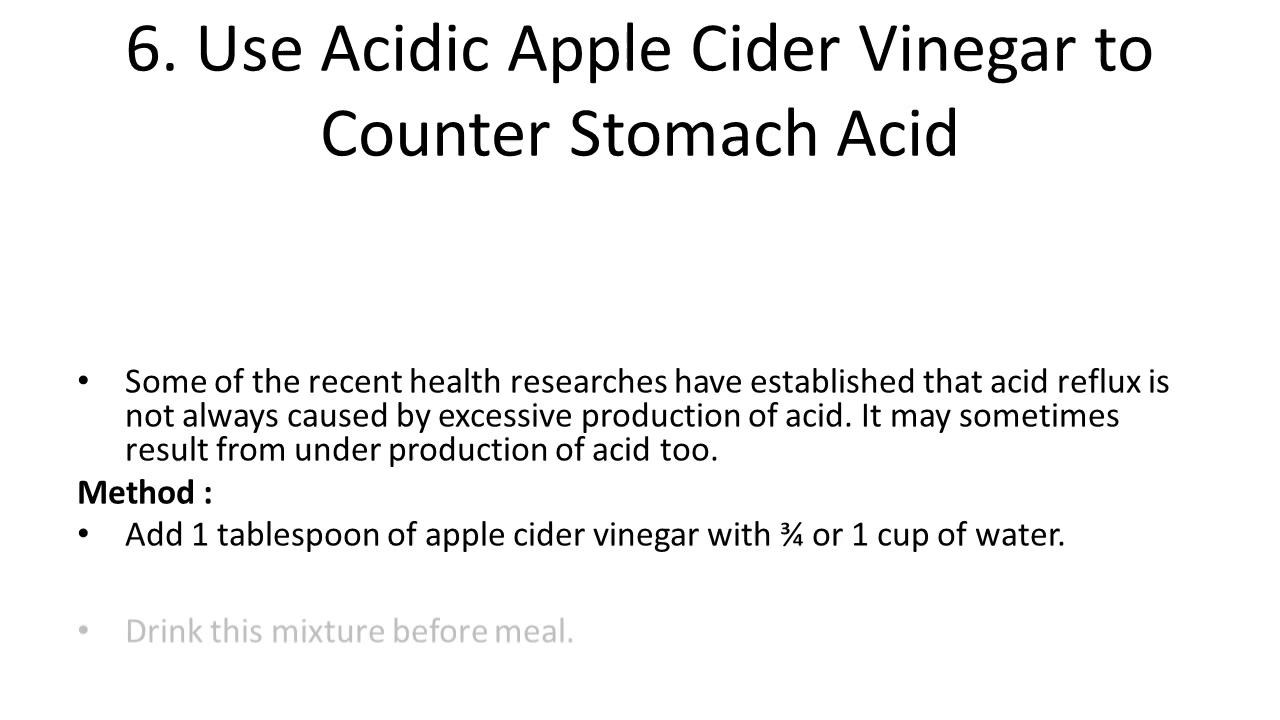 6. Use Acidic Apple Cider Vinegar to
Counter Stomach Acid
• Some of the recent health researches have established that acid reflux is
not always caused by excessive production of acid. It may sometimes
result from under production of acid too.
Method :
• Add 1 tablespoon of apple cider vinegar with ¾ or 1 cup of water.
• Drink this mixture before meal.